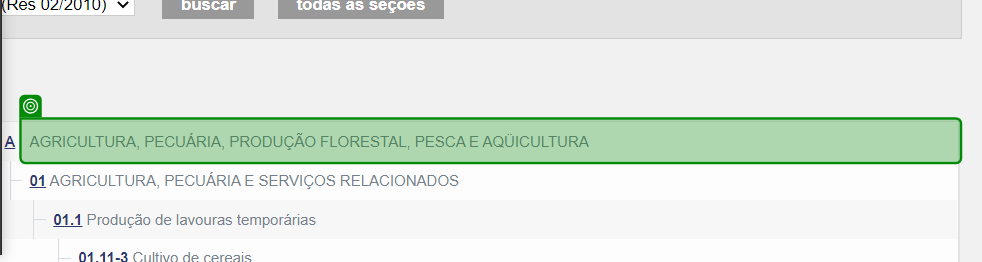 (Res 02/2010) buscar todas as seções
A AGRICULTURA, PECUÁRIA, PRODUÇÃO FLORESTAL, PESCA E AQÜICULTURA
01 AGRICULTURA, PECUÁRIA E SERVIÇOS RELACIONADOS
01.1 Produção de lavouras temporárias
01.11-3 Cultivo de cereais